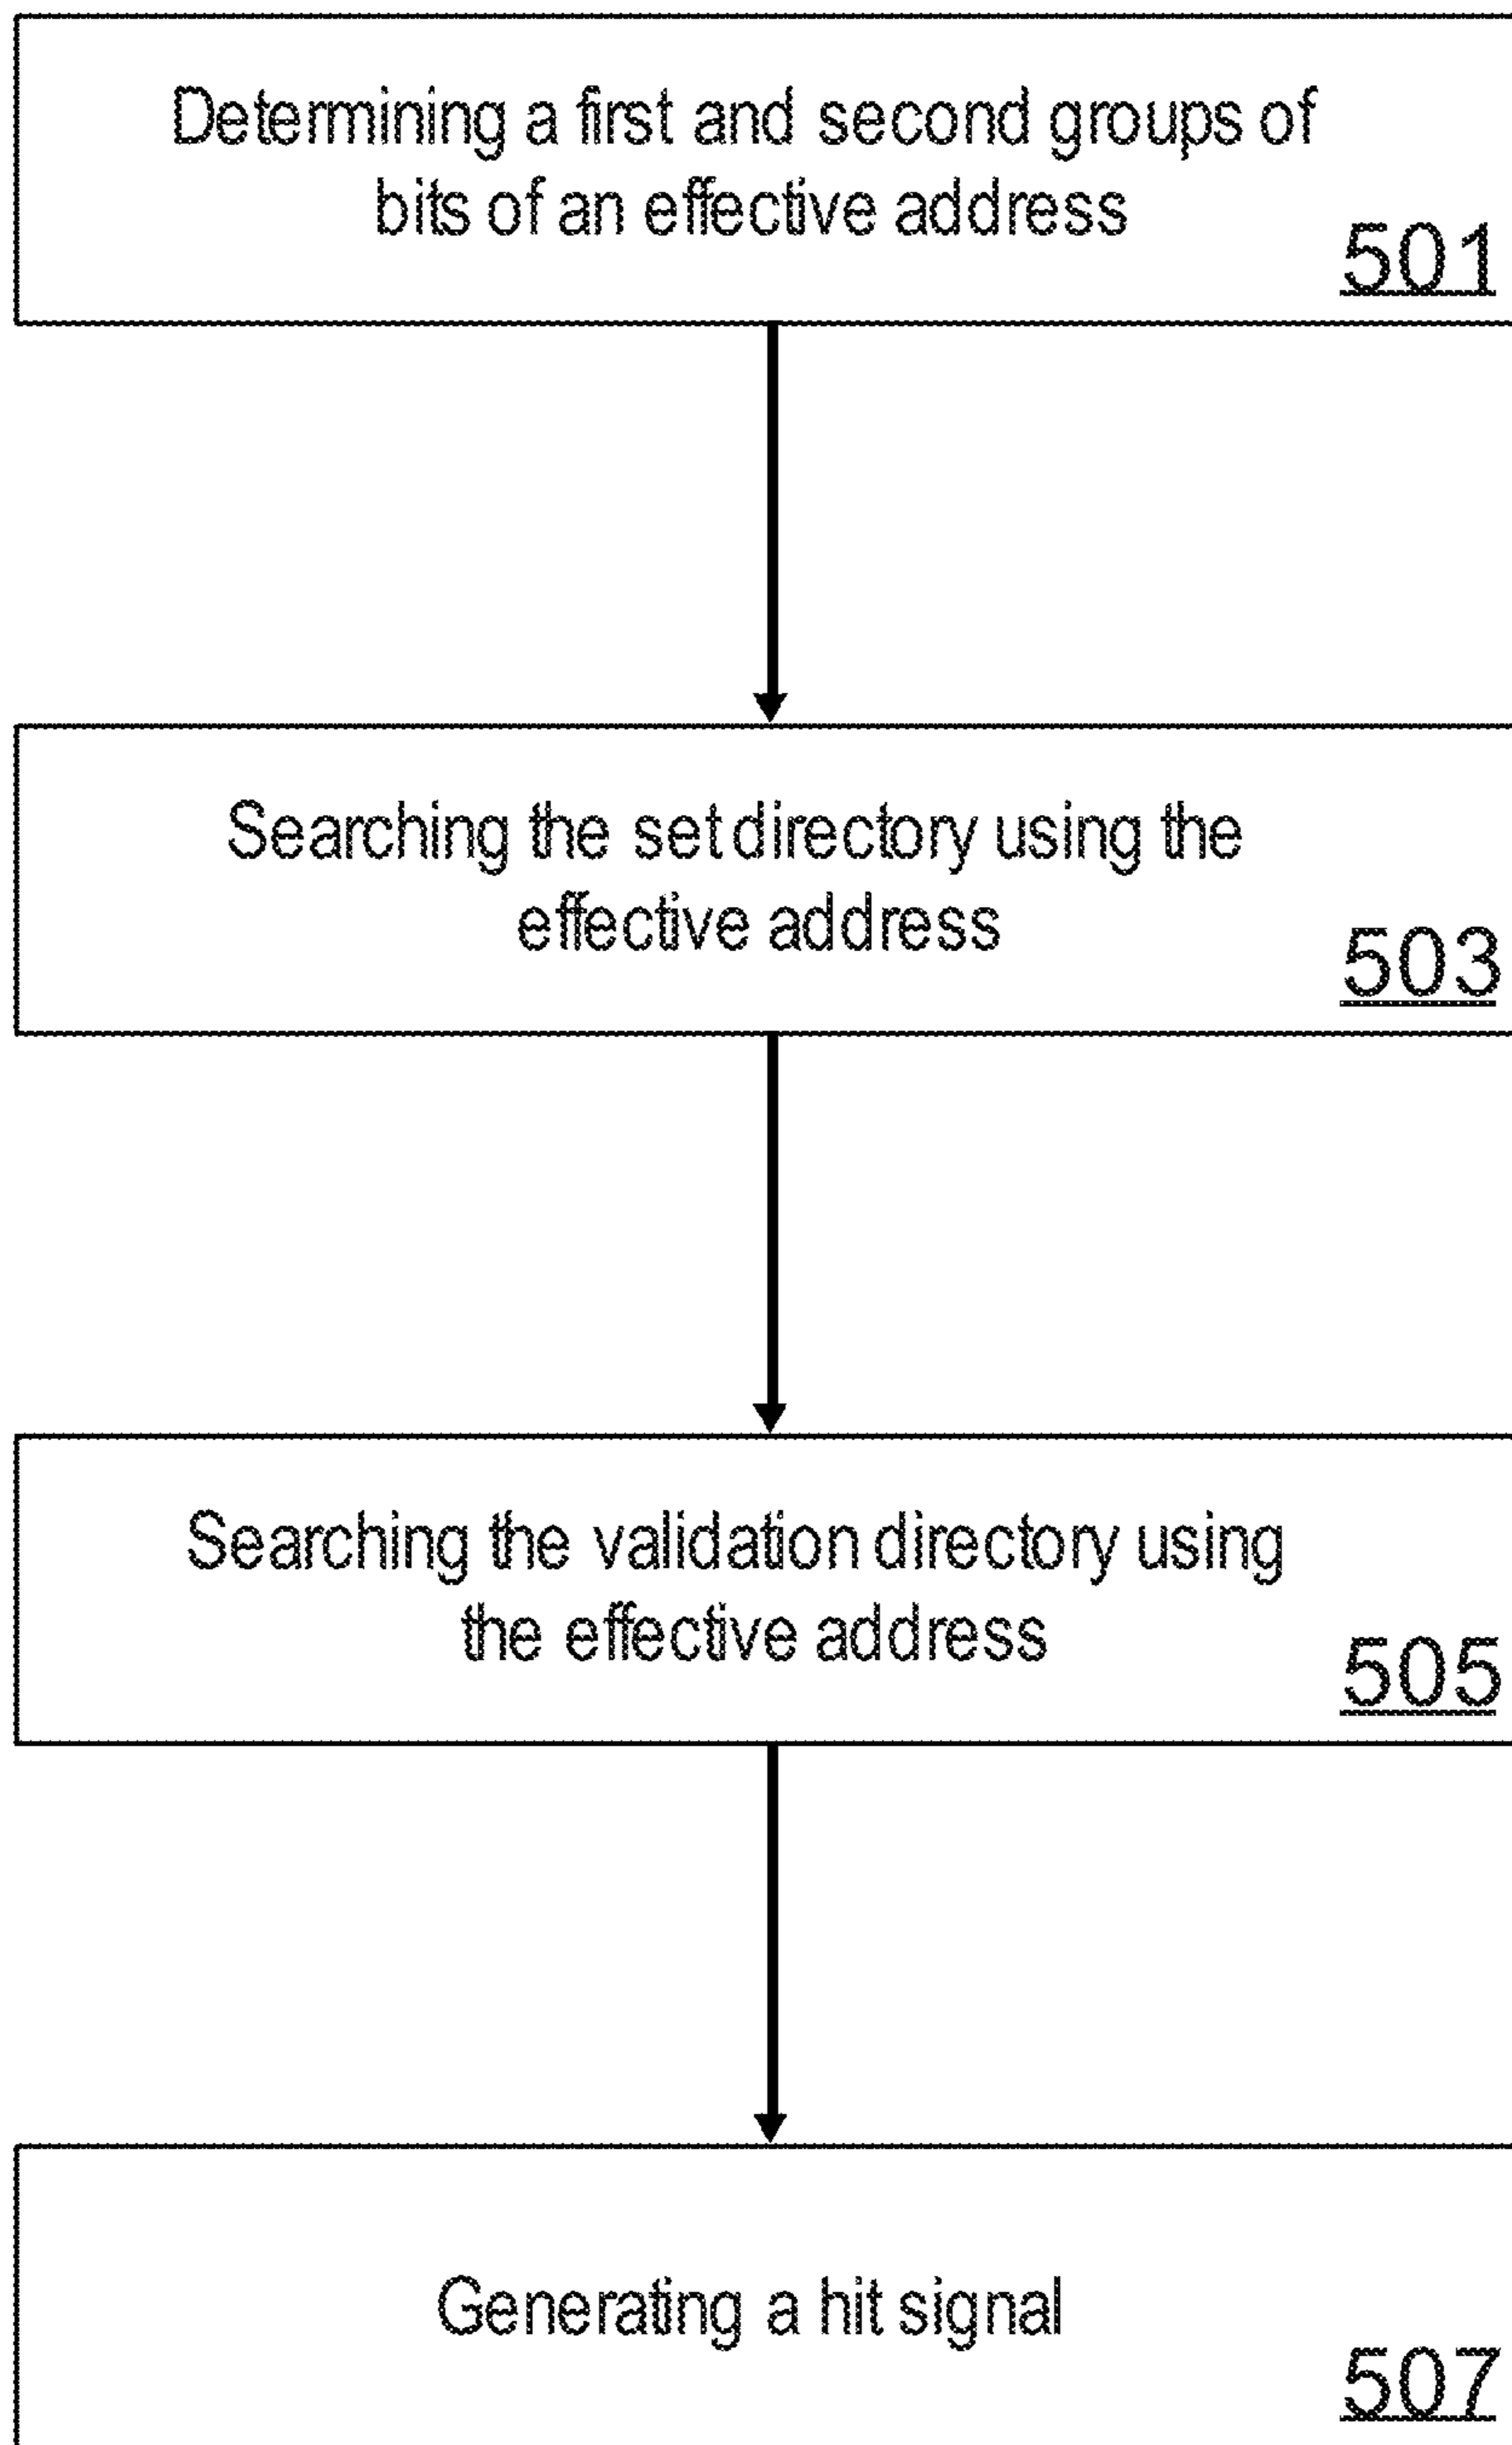 Determining a first and second groups of
bits of an effective address
501
Searching the set directory using the
effective address
503
Searching the validation directory using
the effective address
505
Generating a hit signal
507